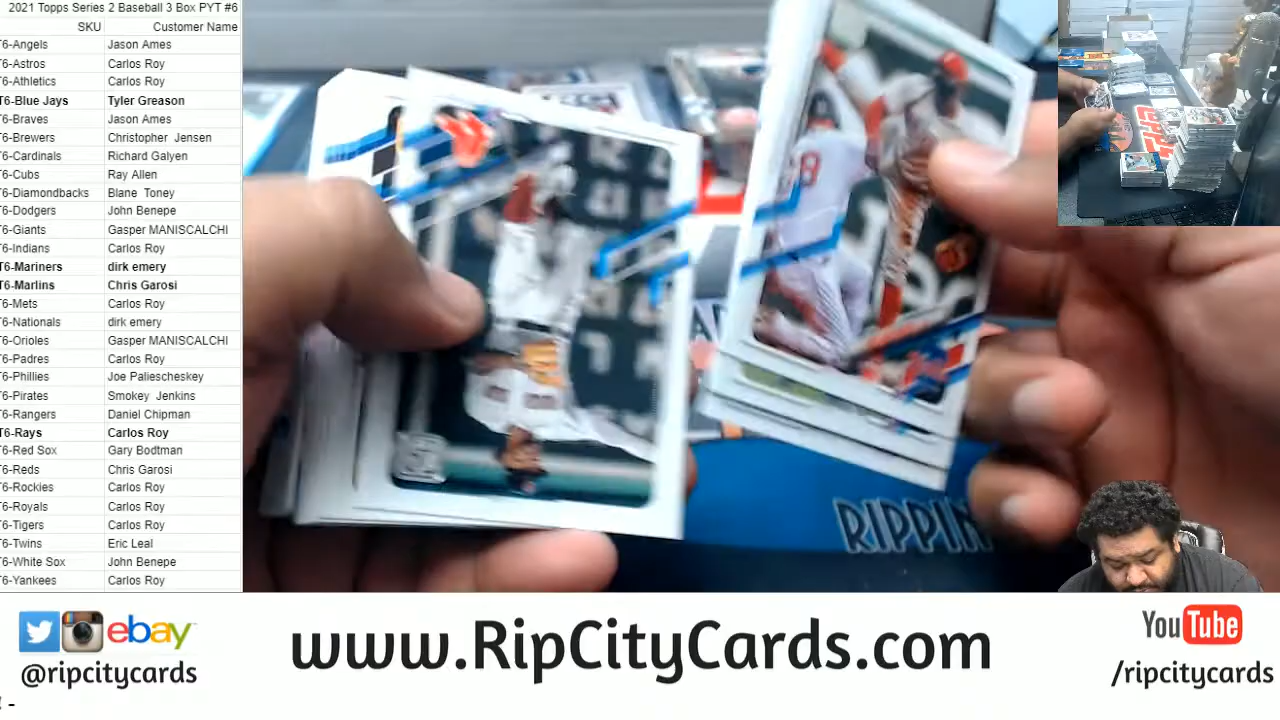 2021 Topps Series 2 Baseball 3 Box PYT #6
SKU Customer Name
T6-Angels Jason Ames
T6-Astros Carlos Roy
T6-Athletics Carlos Roy
T6-Blue Jays Tyler Greason
T6-Braves Jason Ames
T6-Brewers Christopher Jensen
T6-Cardinals Richard Galyen
T6-Cubs Ray Allen
T6-Diamondbacks Blane Toney
T6-Dodgers John Benepe
T6-Giants Gasper MANISCALCHI
T6-Indians Carlos Roy
T6-Mariners dirk emery
T6-Marlins Chris Garosi
T6-Mets Carlos Roy
T6-Nationals dirk emery
T6-Orioles Gasper MANISCALCHI
T6-Padres Carlos Roy
T6-Phillies Joe Paliescheskey
T6-Pirates Smokey Jenkins
T6-Rangers Daniel Chipman
T6-Rays Carlos Roy
T6-Red Sox Gary Bodtman
T6-Reds Chris Garosi
T6-Rockies Carlos Roy
T6-Royals Carlos Roy
T6-Tigers Carlos Roy
T6-Twins Eric Leal
T6-White Sox John Benepe
T6-Yankees Carlos Roy
RIPPIN
ebay
@ripcitycards
www.RipCityCards.com
YouTube
/ripcitycards